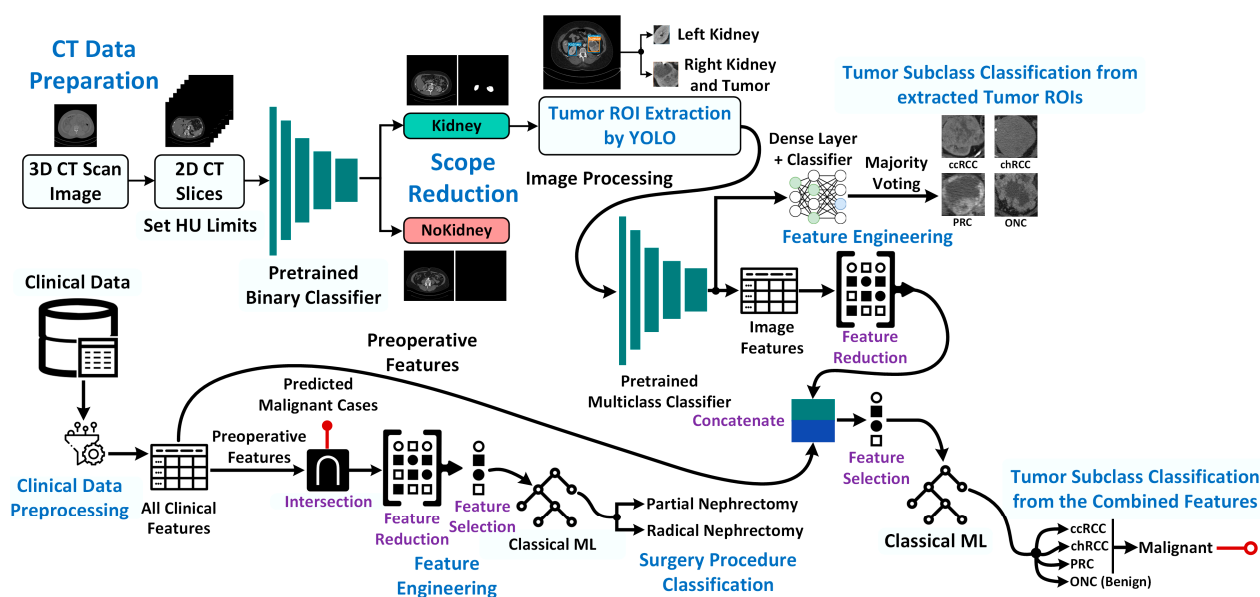 CT Data
Preparation
3D CT Scan
Image
2D CT
Slices
Set HU Limits
Pretrained
Binary Classifier
Kidney
Scope
Reduction
NoKidney
Left Kidney
Right Kidney
and Tumor
Tumor ROI Extraction
by YOLO
Image Processing
Tumor Subclass Classification from
extracted Tumor ROIs
Dense Layer
+ Classifier
Majority
Voting
ccRCC
chRCC
PRC
ONC
Feature Engineering
Pretrained
Multiclass Classifier
Image
Features
Feature
Reduction
Concatenate
Feature
Selection
Classical ML
Tumor Subclass Classification
from the Combined Features
ccRCC
chRCC
PRC
ONC (Benign)
Malignant
Clinical Data
Clinical Data
Preprocessing
All Clinical
Features
Preoperative
Features
Preoperative
Features
Predicted
Malignant Cases
Intersection
Feature
Reduction
Feature
Selection
Feature
Engineering
Classical ML
Partial Nephrectomy
Radical Nephrectomy
Surgery Procedure
Classification